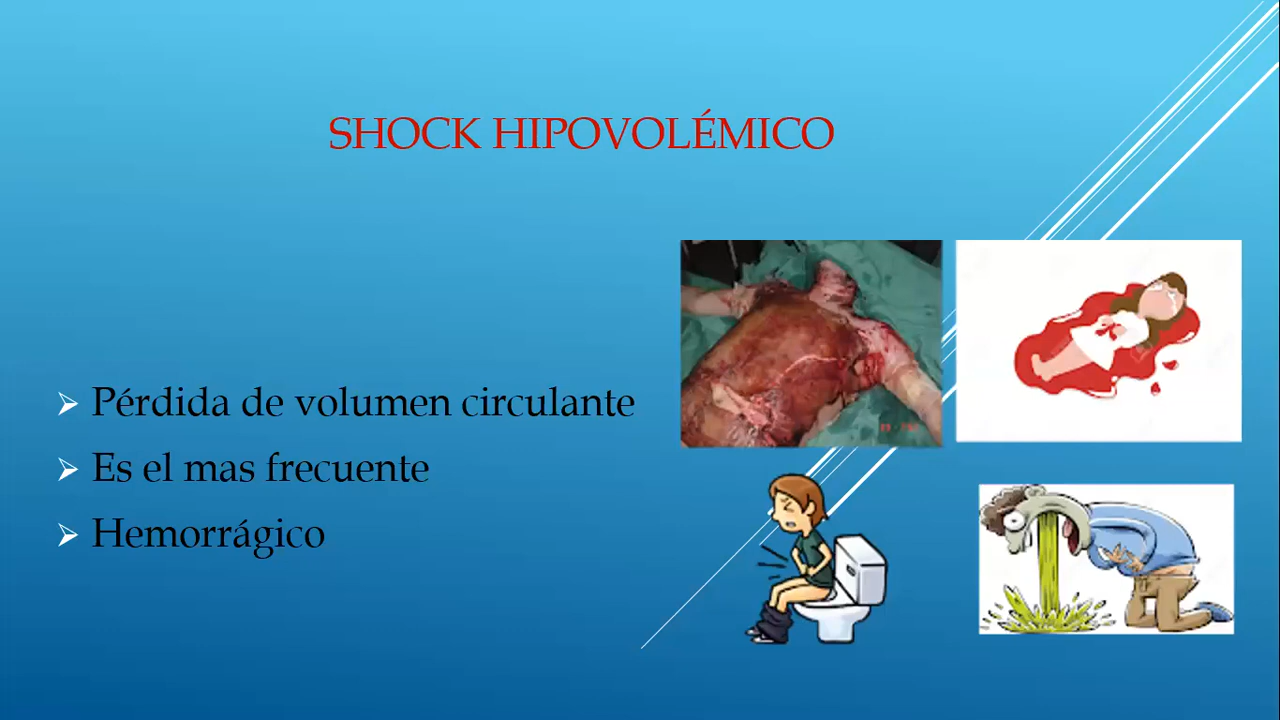 SHOCK HIPOVOLÉMICO
Pérdida de volumen circulante
Es el mas frecuente
Hemorrágico